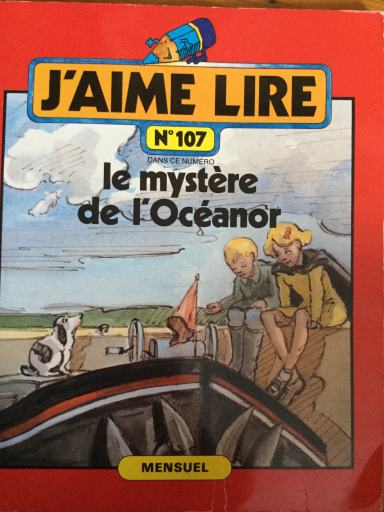 J'AIME LIRE
N°107
DANS CE NUMÉRO
le mystère
de l'Océanor
MENSUEL